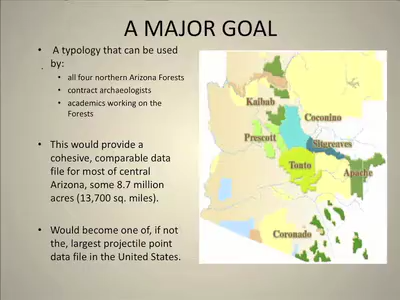 A MAJOR GOAL
• A typology that can be used
by:
• all four northern Arizona Forests
• contract archaeologists
• academics working on the
Forests
• This would provide a
cohesive, comparable data
file for most of central
Arizona, some 8.7 million
acres (13,700 sq. miles).
• Would become one of, if not
the, largest projectile point
data file in the United States.
Kaibab
Coconino
Prescott
Sitgreaves
Tonto
Apache
Coronado